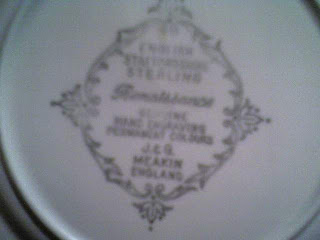 ENGLISH
STAFFORDSHIRE
STERLING
Renaissance
GENUINE
HAND ENGRAVING
PERMANENT COLOURS
J & G.
MEAKIN
ENGLAND